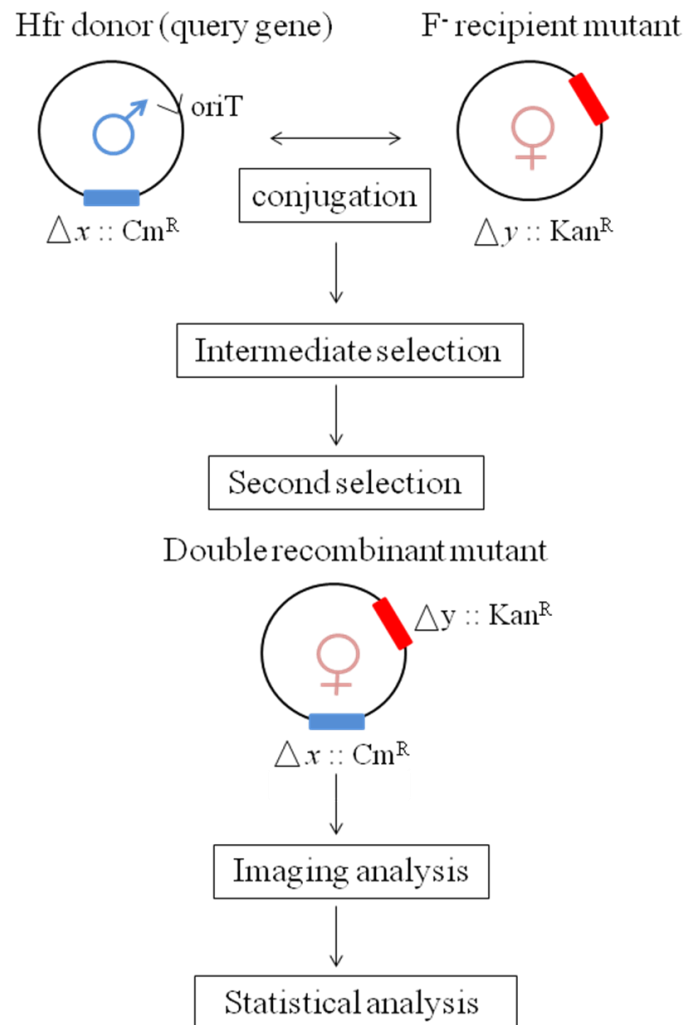 Hfr donor (query gene)
F- recipient mutant
oriT
conjugation
△x :: CmR
△y :: KanR
Intermediate selection
Second selection
Double recombinant mutant
△y :: KanR
△x :: CmR
Imaging analysis
Statistical analysis